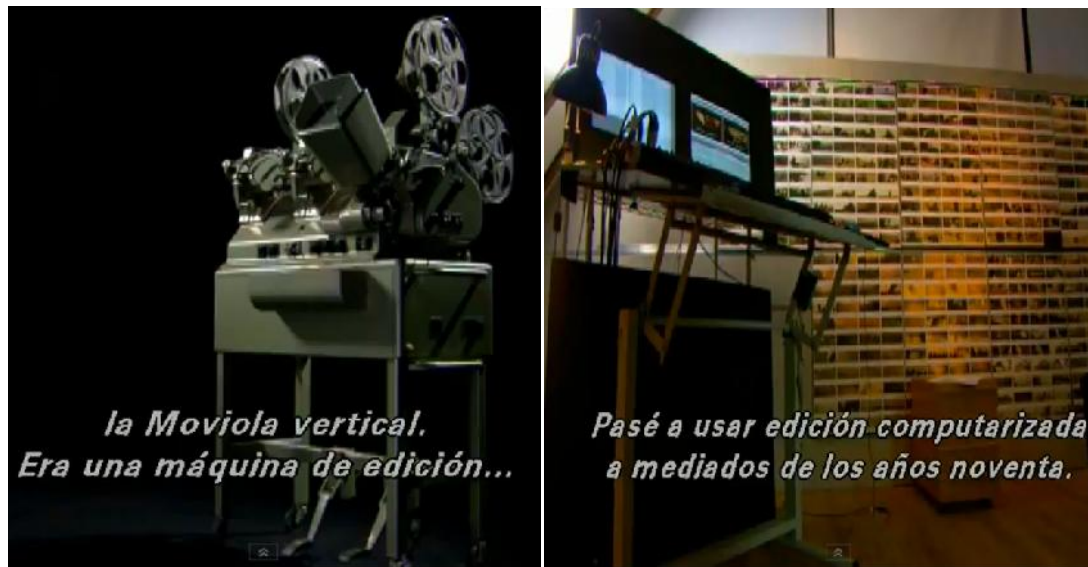 la Moviola vertical.
Era una máquina de edición...
Pasé a usar edición computarizada
a mediados de los años noventa.